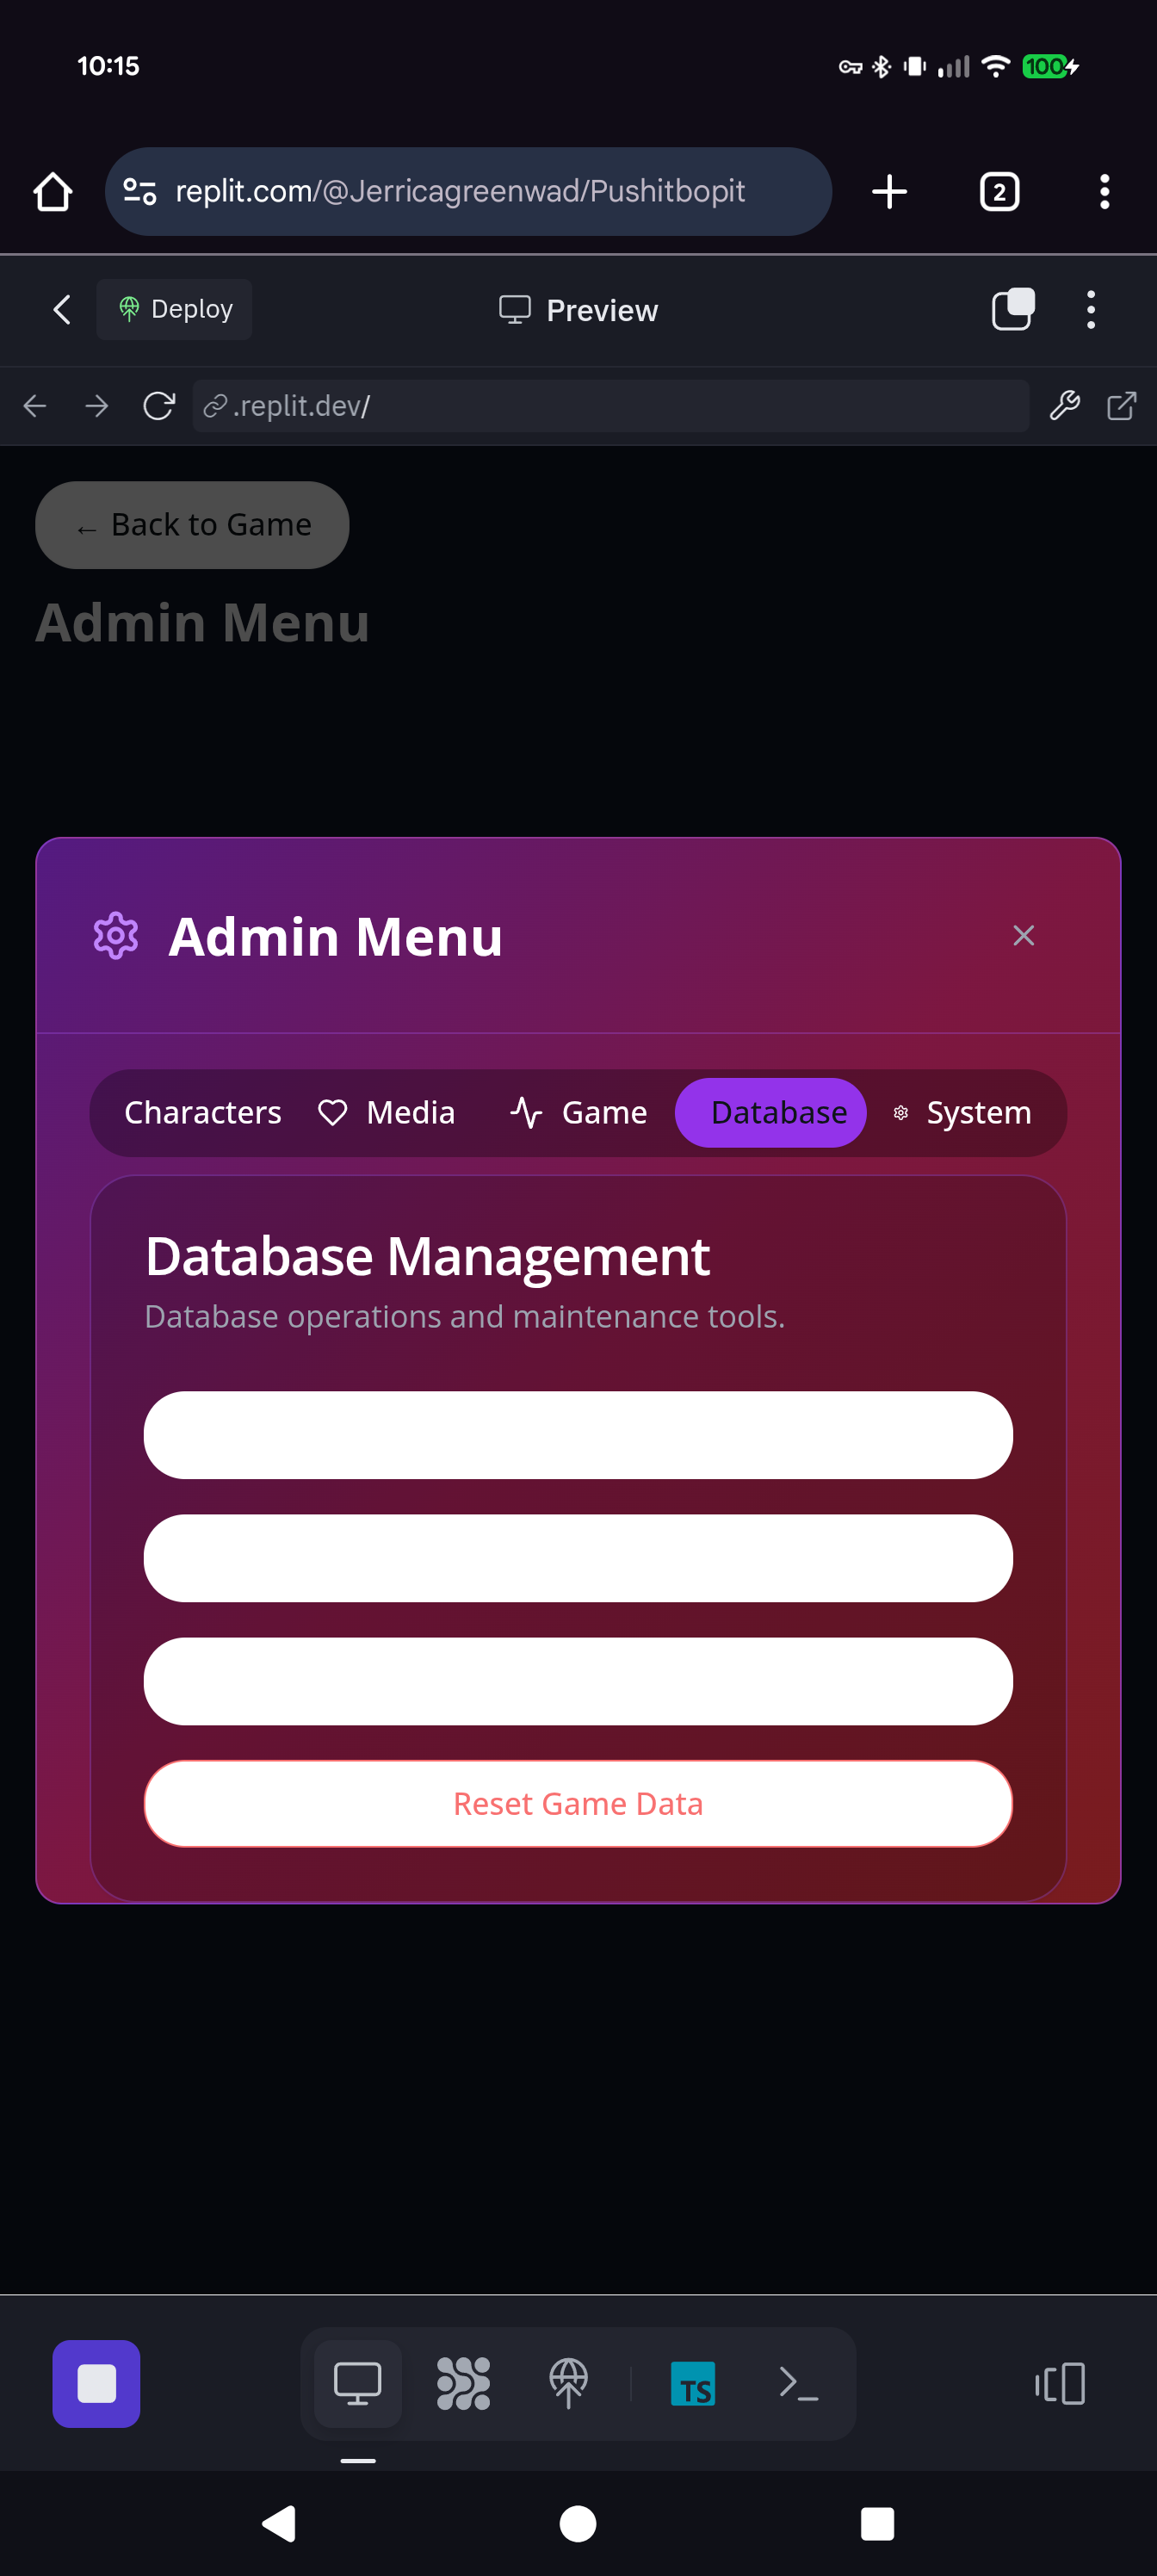 10:15
100
replit.com/@Jerricagreenwad/Pushitbopit
2
Deploy
Preview
.replit.dev/
← Back to Game
Admin Menu
Admin Menu
Characters Media Game Database System
Database Management
Database operations and maintenance tools.
Reset Game Data
TS